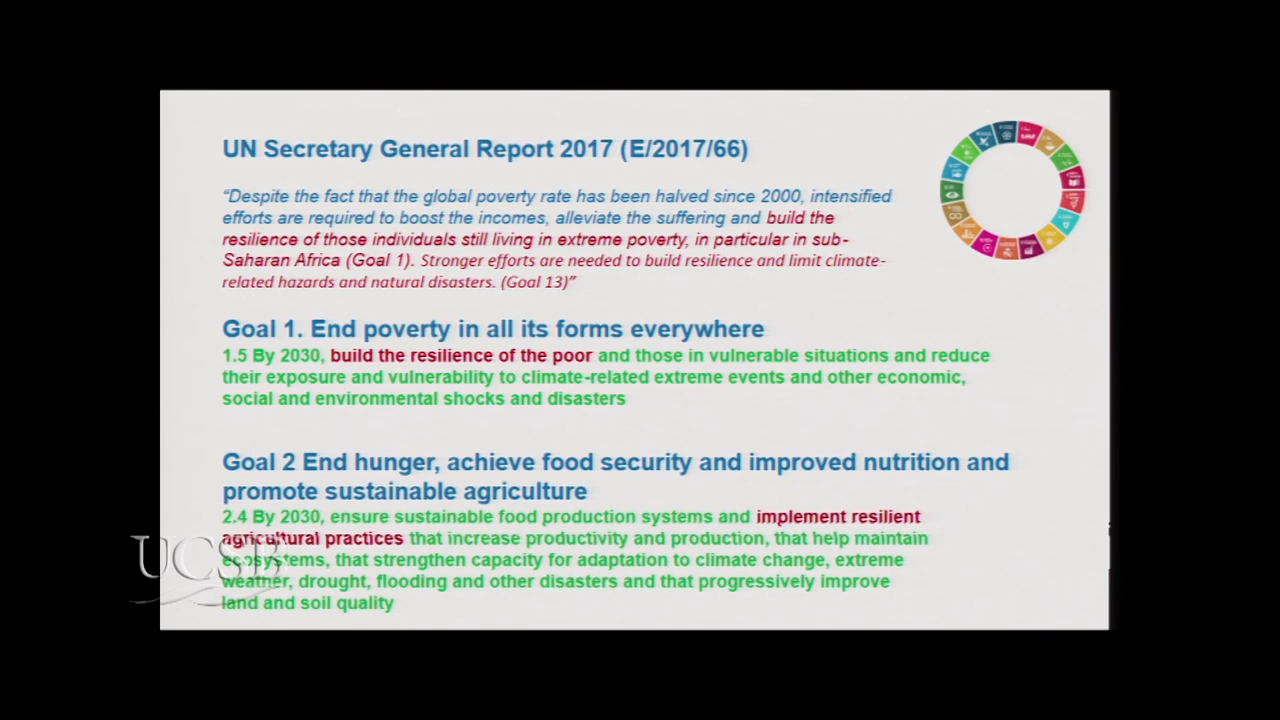 UN Secretary General Report 2017 (E/2017/66)
“Despite the fact that the global poverty rate has been halved since 2000, intensified
efforts are required to boost the incomes, alleviate the suffering and build the
resilience of those individuals still living in extreme poverty, in particular in sub-
Saharan Africa (Goal 1). Stronger efforts are needed to build resilience and limit climate-
related hazards and natural disasters. (Goal 13)”
Goal 1. End poverty in all its forms everywhere
1.5 By 2030, build the resilience of the poor and those in vulnerable situations and reduce
their exposure and vulnerability to climate-related extreme events and other economic,
social and environmental shocks and disasters
Goal 2 End hunger, achieve food security and improved nutrition and
promote sustainable agriculture
2.4 By 2030, ensure sustainable food production systems and implement resilient
agricultural practices that increase productivity and production, that help maintain
ecosystems, that strengthen capacity for adaptation to climate change, extreme
weather, drought, flooding and other disasters and that progressively improve
land and soil quality
UCSB